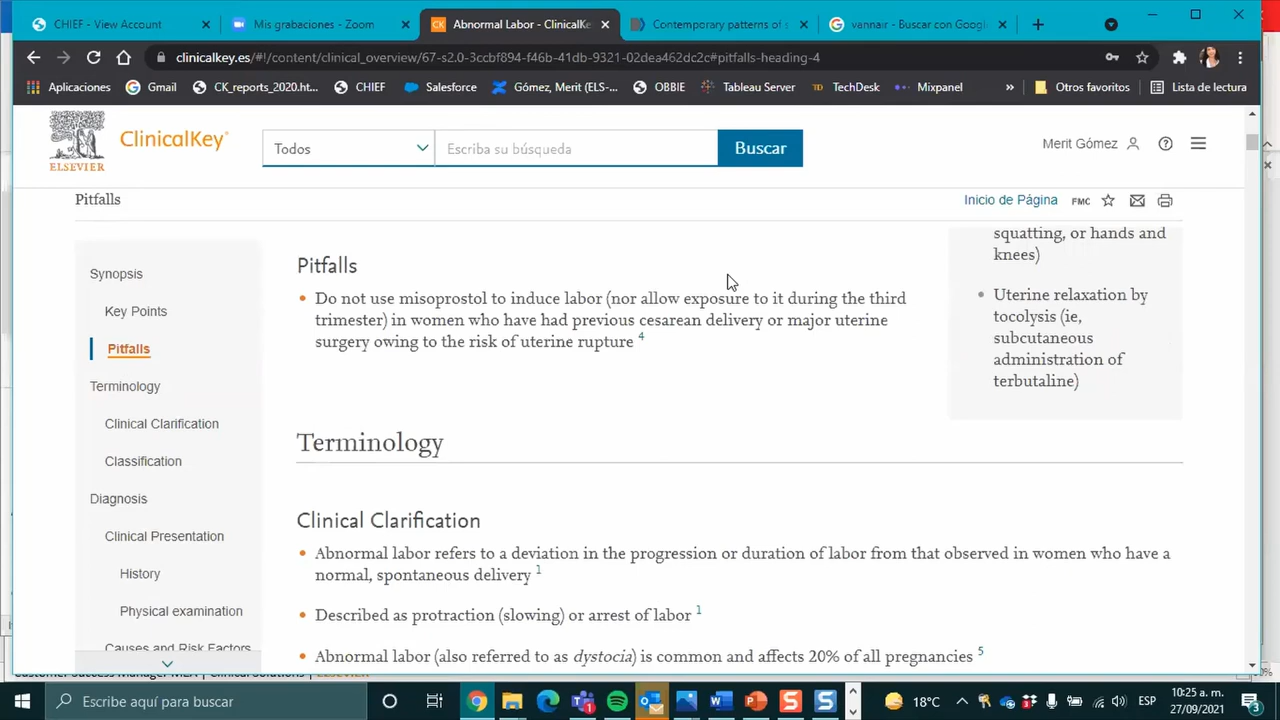 CHIEF - View Account
Mis grabaciones - Zoom
Abnormal Labor - ClinicalKe
Contemporary patterns of s
vannair - Buscar con Google
clinicalkey.es/#!/content/clinical_overview/67-s2.0-3ccbf894-f46b-41db-9321-02dea462dc2c#pitfalls-heading-4
Aplicaciones
Gmail
CK_reports_2020.ht...
CHIEF
Salesforce
Gómez, Merit (ELS-...
OBBIE
Tableau Server
TD TechDesk
Mixpanel
»
Otros favoritos
Lista de lectura
ELSEVIER
ClinicalKey®
Todos
Escriba su búsqueda
Buscar
Merit Gómez
Pitfalls
Inicio de Página
FMC
Synopsis
Key Points
Pitfalls
Terminology
Clinical Clarification
Classification
Diagnosis
Clinical Presentation
History
Physical examination
Causes and Risk Factors
Pitfalls
• Do not use misoprostol to induce labor (nor allow exposure to it during the third
trimester) in women who have had previous cesarean delivery or major uterine
surgery owing to the risk of uterine rupture 4
squatting, or hands and
knees)
• Uterine relaxation by
tocolysis (ie,
subcutaneous
administration of
terbutaline)
Terminology
Clinical Clarification
• Abnormal labor refers to a deviation in the progression or duration of labor from that observed in women who have a
normal, spontaneous delivery 1
• Described as protraction (slowing) or arrest of labor 1
• Abnormal labor (also referred to as dystocia) is common and affects 20% of all pregnancies 5
Escribe aquí para buscar
18°C
ESP
10:25 a. m.
27/09/2021
3